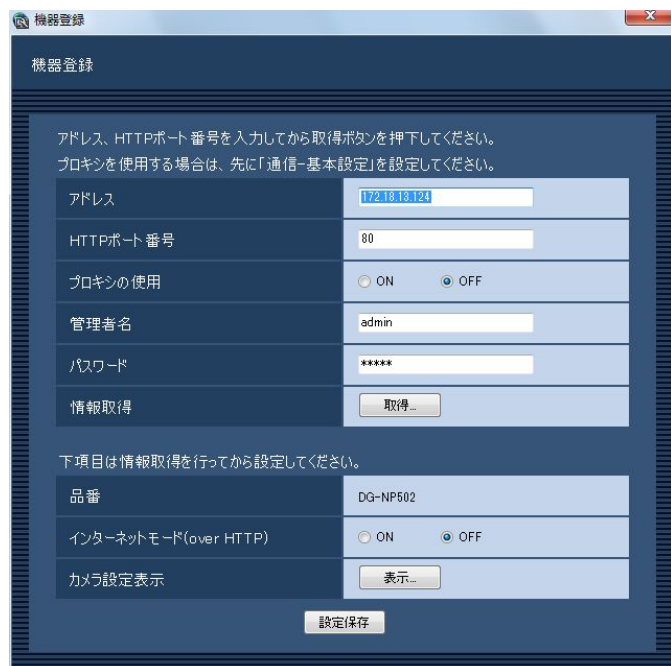 機器登録
機器登録
アドレス、HTTPポート番号を入力してから取得ボタンを押下してください。
プロキシを使用する場合は、先に「通信-基本設定」を設定してください。
アドレス 172.18.13.124
HTTPポート番号 80
プロキシの使用 ON OFF
管理者名 admin
パスワード *****
情報取得 取得...
下項目は情報取得を行ってから設定してください。
品番 DG-NP502
インターネットモード(over HTTP) ON OFF
カメラ設定表示 表示...
設定保存